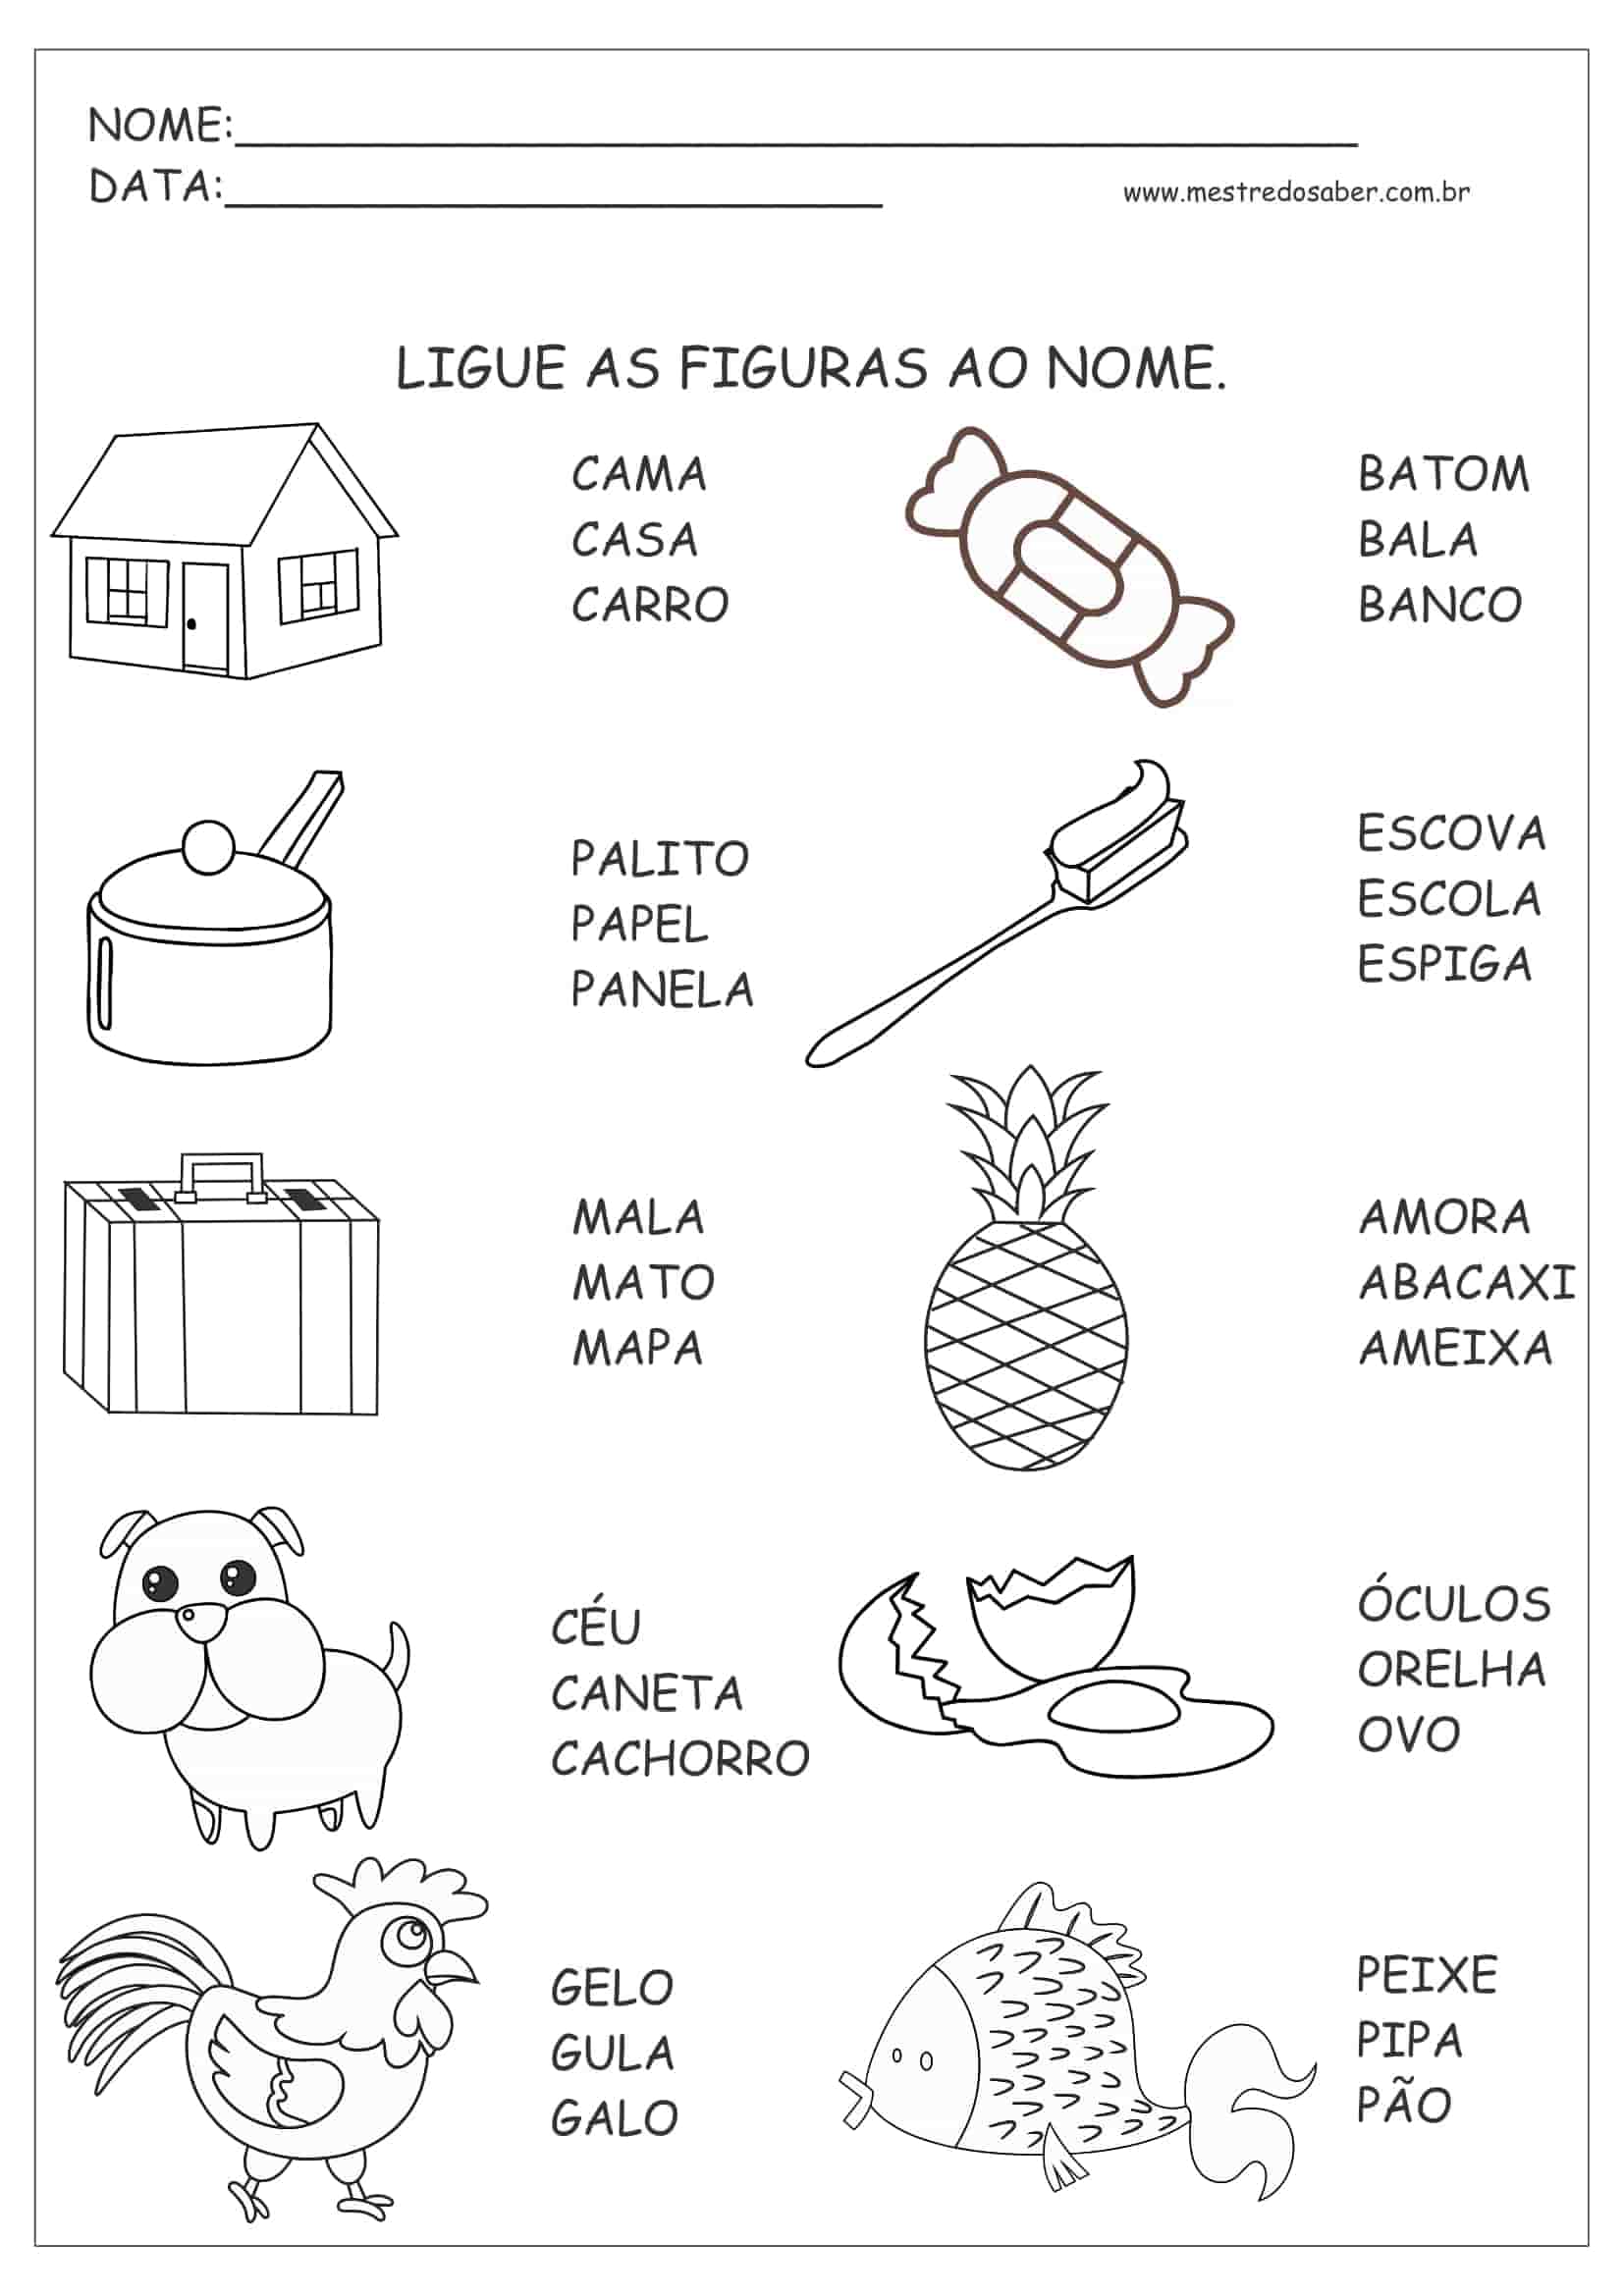 NOME:
DATA:
www.mestredosaber.com.br
LIGUE AS FIGURAS AO NOME.
CAMA
CASA
CARRO
BATOM
BALA
BANCO
PALITO
PAPEL
PANELA
ESCOVA
ESCOLA
ESPIGA
MALA
MATO
MAPA
AMORA
ABACAXI
AMEIXA
CÉU
CANETA
CACHORRO
ÓCULOS
ORELHA
OVO
GELO
GULA
GALO
PEIXE
PIPA
PÃO